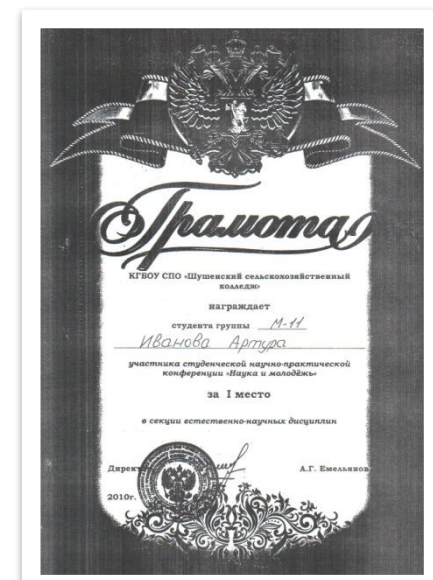 Грамота
КГБОУ СПО «Шушенский сельскохозяйственный
колледж»
награждает
студента группы М-11
Иванова Артура
участника студенческой научно-практической
конференции «Наука и молодёжь»
за I место
в секции естественно-научных дисциплин
Директ А.Г. Емельянов
2010г.